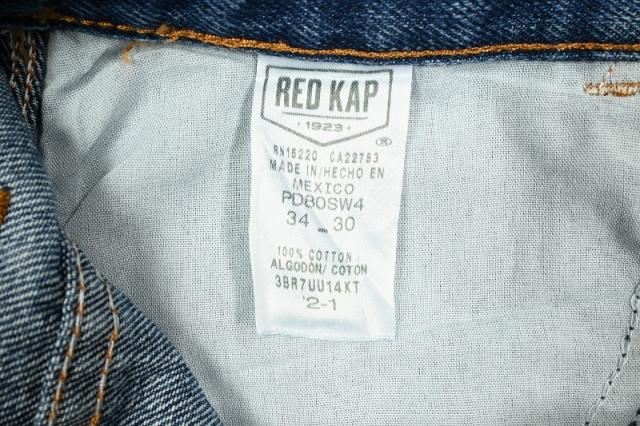 RED KAP
· 1923 ·
®
RN15220 CA22753
MADE IN/HECHO EN
MEXICO
PD80SW4
34 - 30
100% COTTON/
ALGODON/ COTON
3BR7UU14KT
'2-1